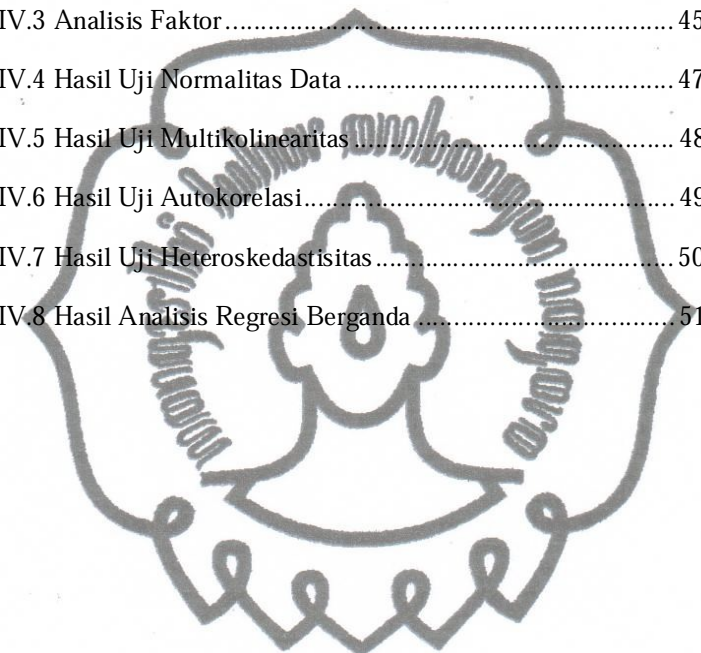 IV.3 Analisis Faktor ........................................................ 45
IV.4 Hasil Uji Normalitas Data ...................................... 47
IV.5 Hasil Uji Multikolinearitas ..................................... 48
IV.6 Hasil Uji Autokorelasi ........................................... 49
IV.7 Hasil Uji Heteroskedastisitas .................................. 50
IV.8 Hasil Analisis Regresi Berganda .............................. 51